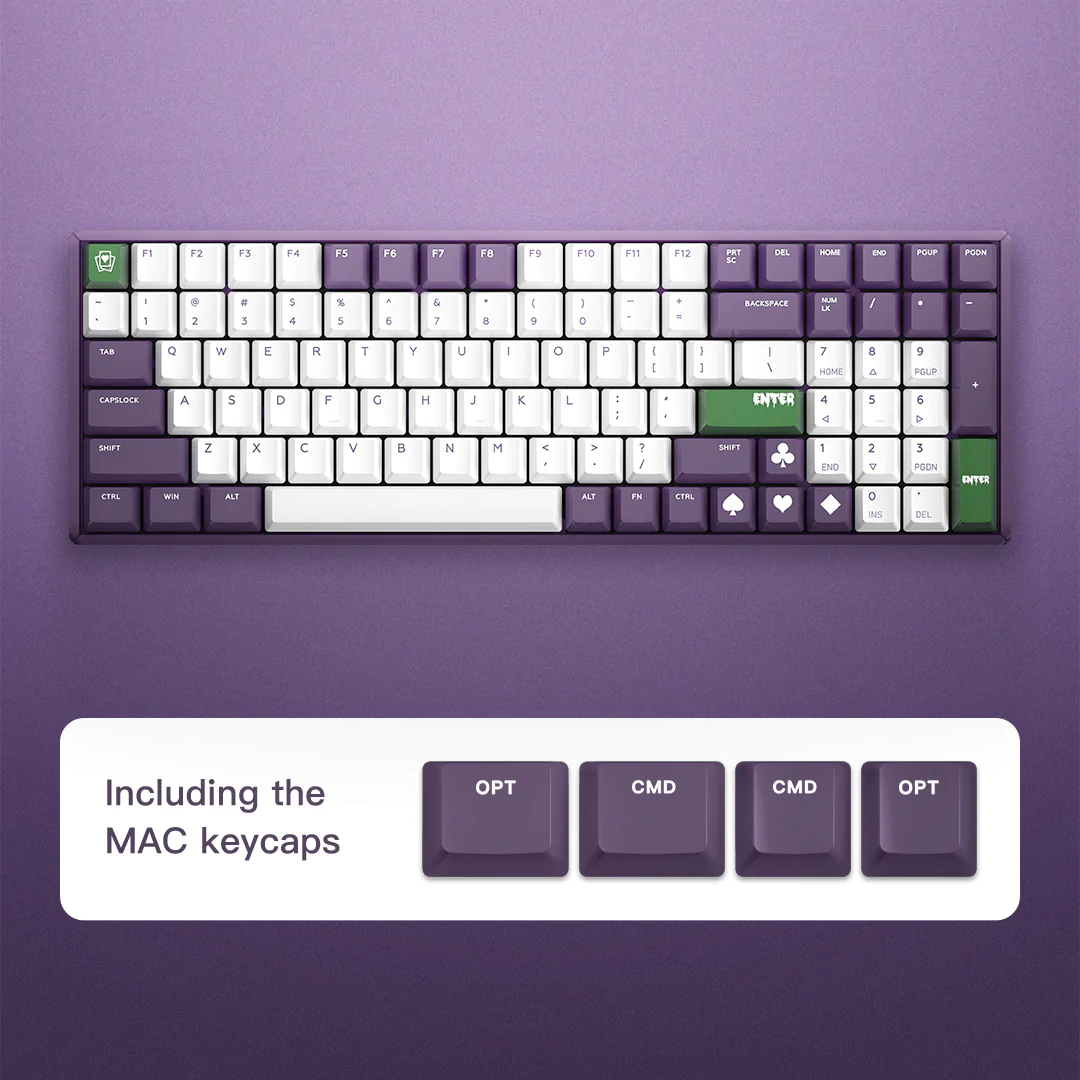 F1 F2 F3 F4 F5 F6 F7 F8 F9 F10 F11 F12 PRT SC DEL HOME END PGUP PGDN
~ ` ! 1 @ 2 # 3 $ 4 % 5 ^ 6 & 7 * 8 ( 9 ) 0 _ - + = BACKSPACE NUM LK / * -
TAB Q W E R T Y U I O P { [ } ] | \ 7 HOME 8 9 PGUP +
CAPSLOCK A S D F G H J K L : ; " ' ENTER 4 5 6
SHIFT Z X C V B N M < , > . ? / SHIFT 1 END 2 3 PGDN ENTER
CTRL WIN ALT ALT FN CTRL 0 INS . DEL
Including the
MAC keycaps
OPT CMD CMD OPT